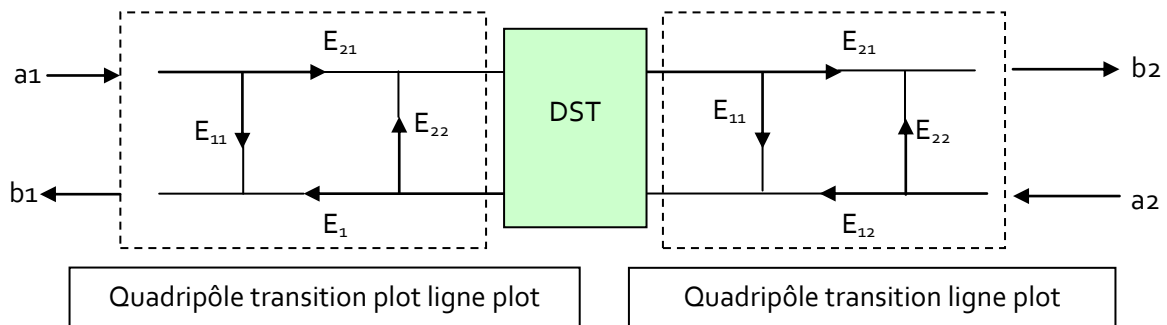 E₂₁ E₂₁
a1 b2
E₁₁ E₂₂ DST E₁₁ E₂₂
b1 a2
E₁ E₁₂
Quadripôle transition plot ligne plot
Quadripôle transition ligne plot